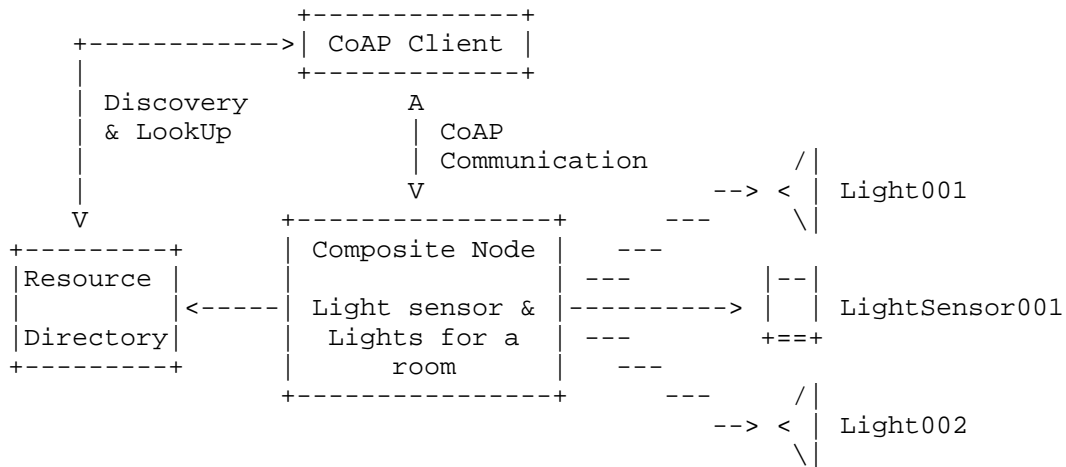 CoAP Client
Discovery
& LookUp
CoAP
Communication
Light001
Composite Node
Resource
Directory
Light sensor &
Lights for a
room
LightSensor001
Light002